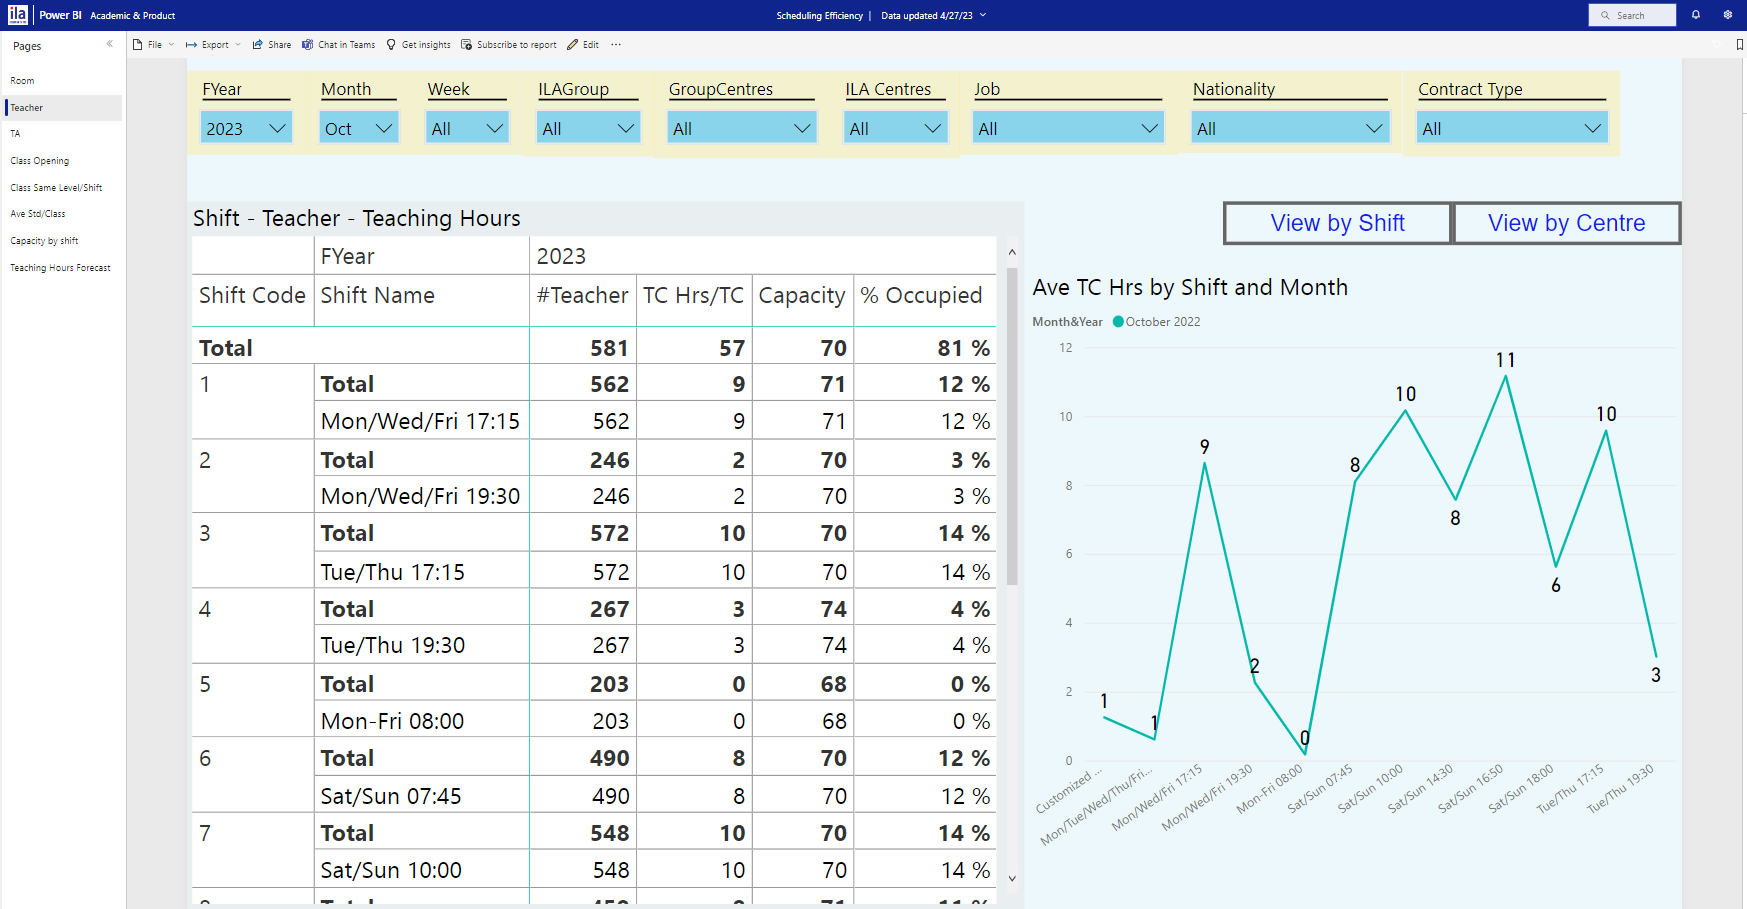 ila Power BI Academic & Product Scheduling Efficiency | Data updated 4/27/23 Search
Pages
File Export Share Chat in Teams Get insights Subscribe to report Edit ...
Room
Teacher
TA
Class Opening
Class Same Level/Shift
Ave Std/Class
Capacity by shift
Teaching Hours Forecast
FYear Month Week ILAGroup GroupCentres ILA Centres Job Nationality Contract Type
2023 Oct All All All All All All All
Shift - Teacher - Teaching Hours
FYear 2023
Shift Code Shift Name #Teacher TC Hrs/TC Capacity % Occupied
Total 581 57 70 81 %
1 Total 562 9 71 12 %
Mon/Wed/Fri 17:15 562 9 71 12 %
2 Total 246 2 70 3 %
Mon/Wed/Fri 19:30 246 2 70 3 %
3 Total 572 10 70 14 %
Tue/Thu 17:15 572 10 70 14 %
4 Total 267 3 74 4 %
Tue/Thu 19:30 267 3 74 4 %
5 Total 203 0 68 0 %
Mon-Fri 08:00 203 0 68 0 %
6 Total 490 8 70 12 %
Sat/Sun 07:45 490 8 70 12 %
7 Total 548 10 70 14 %
Sat/Sun 10:00 548 10 70 14 %
View by Shift View by Centre
Ave TC Hrs by Shift and Month
Month&Year October 2022
12
10
8
6
4
2
0
1
1
9
2
0
8
10
8
11
6
10
3
Customized ...
Mon/Tue/Wed/Thu/Fri...
Mon/Wed/Fri 17:15
Mon/Wed/Fri 19:30
Mon-Fri 08:00
Sat/Sun 07:45
Sat/Sun 10:00
Sat/Sun 14:30
Sat/Sun 16:50
Sat/Sun 18:00
Tue/Thu 17:15
Tue/Thu 19:30